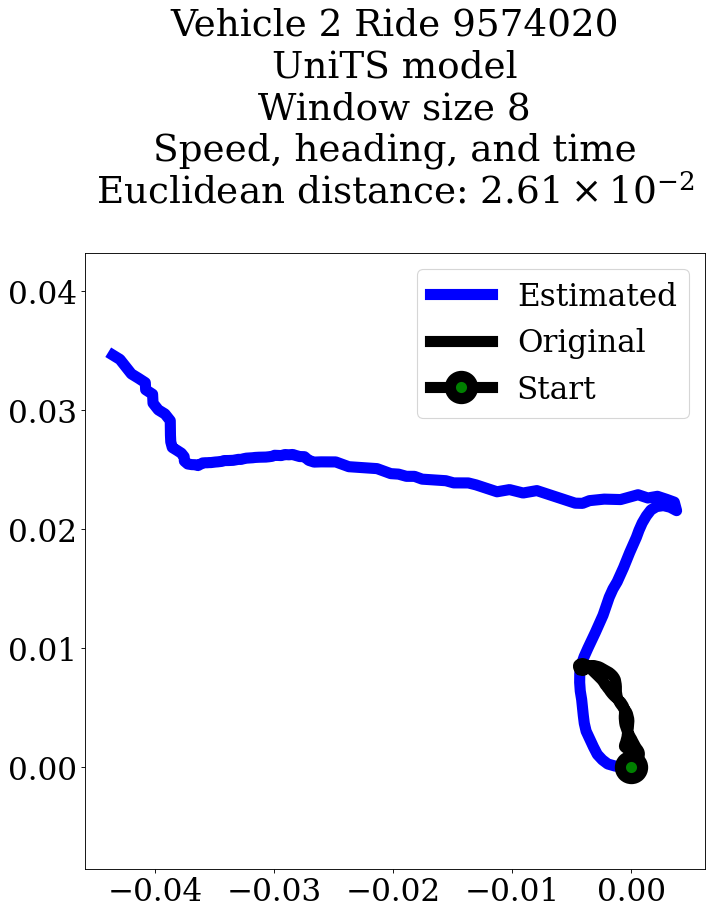 Vehicle 2 Ride 9574020
UniTS model
Window size 8
Speed, heading, and time
Euclidean distance: 2.61 × 10⁻²
Estimated
Original
Start
0.04
0.03
0.02
0.01
0.00
−0.04 −0.03 −0.02 −0.01 0.00